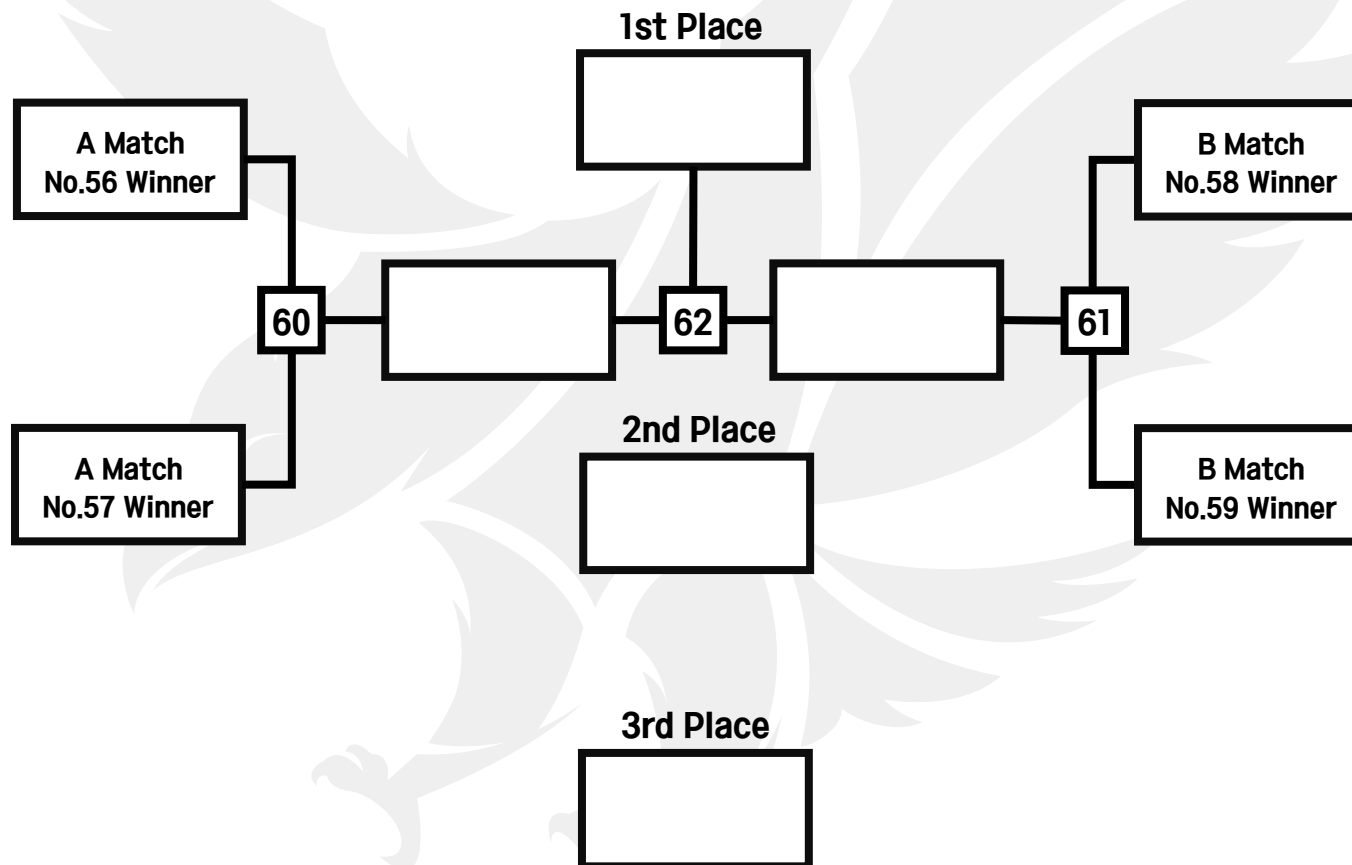 1st Place
A Match
No.56 Winner
B Match
No.58 Winner
60
62
61
2nd Place
A Match
No.57 Winner
B Match
No.59 Winner
3rd Place